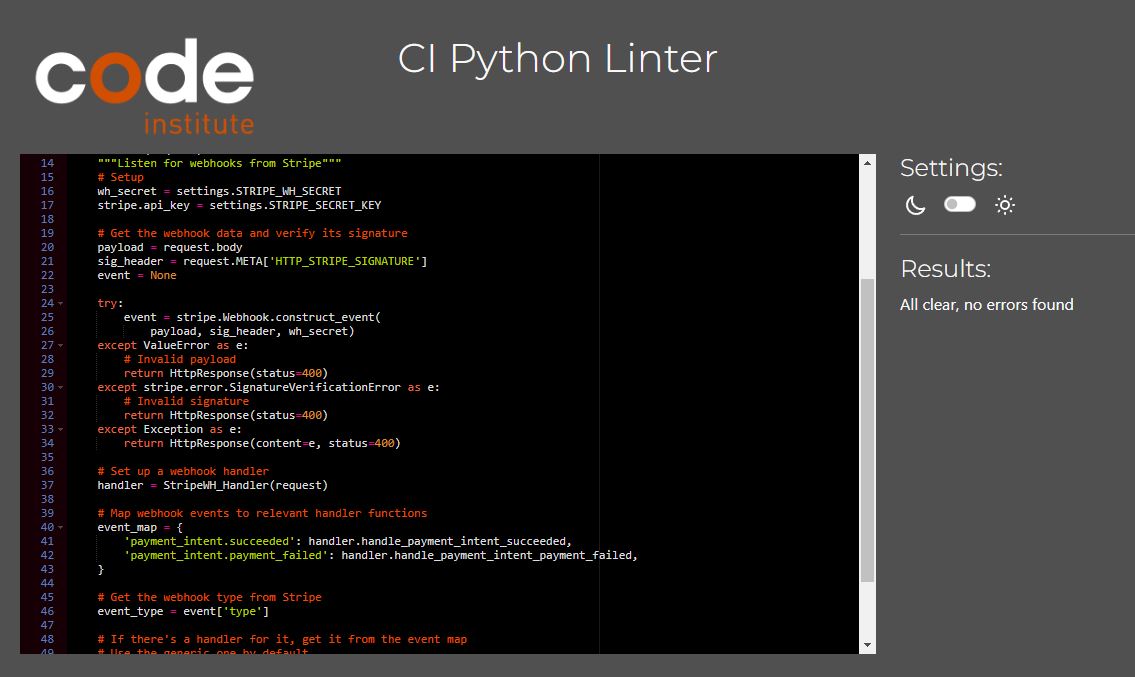 code
institute
CI Python Linter
14 """Listen for webhooks from Stripe"""
15 # Setup
16 wh_secret = settings.STRIPE_WH_SECRET
17 stripe.api_key = settings.STRIPE_SECRET_KEY
18
19 # Get the webhook data and verify its signature
20 payload = request.body
21 sig_header = request.META['HTTP_STRIPE_SIGNATURE']
22 event = None
23
24 try:
25 event = stripe.Webhook.construct_event(
26 payload, sig_header, wh_secret)
27 except ValueError as e:
28 # Invalid payload
29 return HttpResponse(status=400)
30 except stripe.error.SignatureVerificationError as e:
31 # Invalid signature
32 return HttpResponse(status=400)
33 except Exception as e:
34 return HttpResponse(content=e, status=400)
35
36 # Set up a webhook handler
37 handler = StripeWH_Handler(request)
38
39 # Map webhook events to relevant handler functions
40 event_map = {
41 'payment_intent.succeeded': handler.handle_payment_intent_succeeded,
42 'payment_intent.payment_failed': handler.handle_payment_intent_payment_failed,
43 }
44
45 # Get the webhook type from Stripe
46 event_type = event['type']
47
48 # If there's a handler for it, get it from the event map
49 # Use the generic one by default
Settings:
Results:
All clear, no errors found